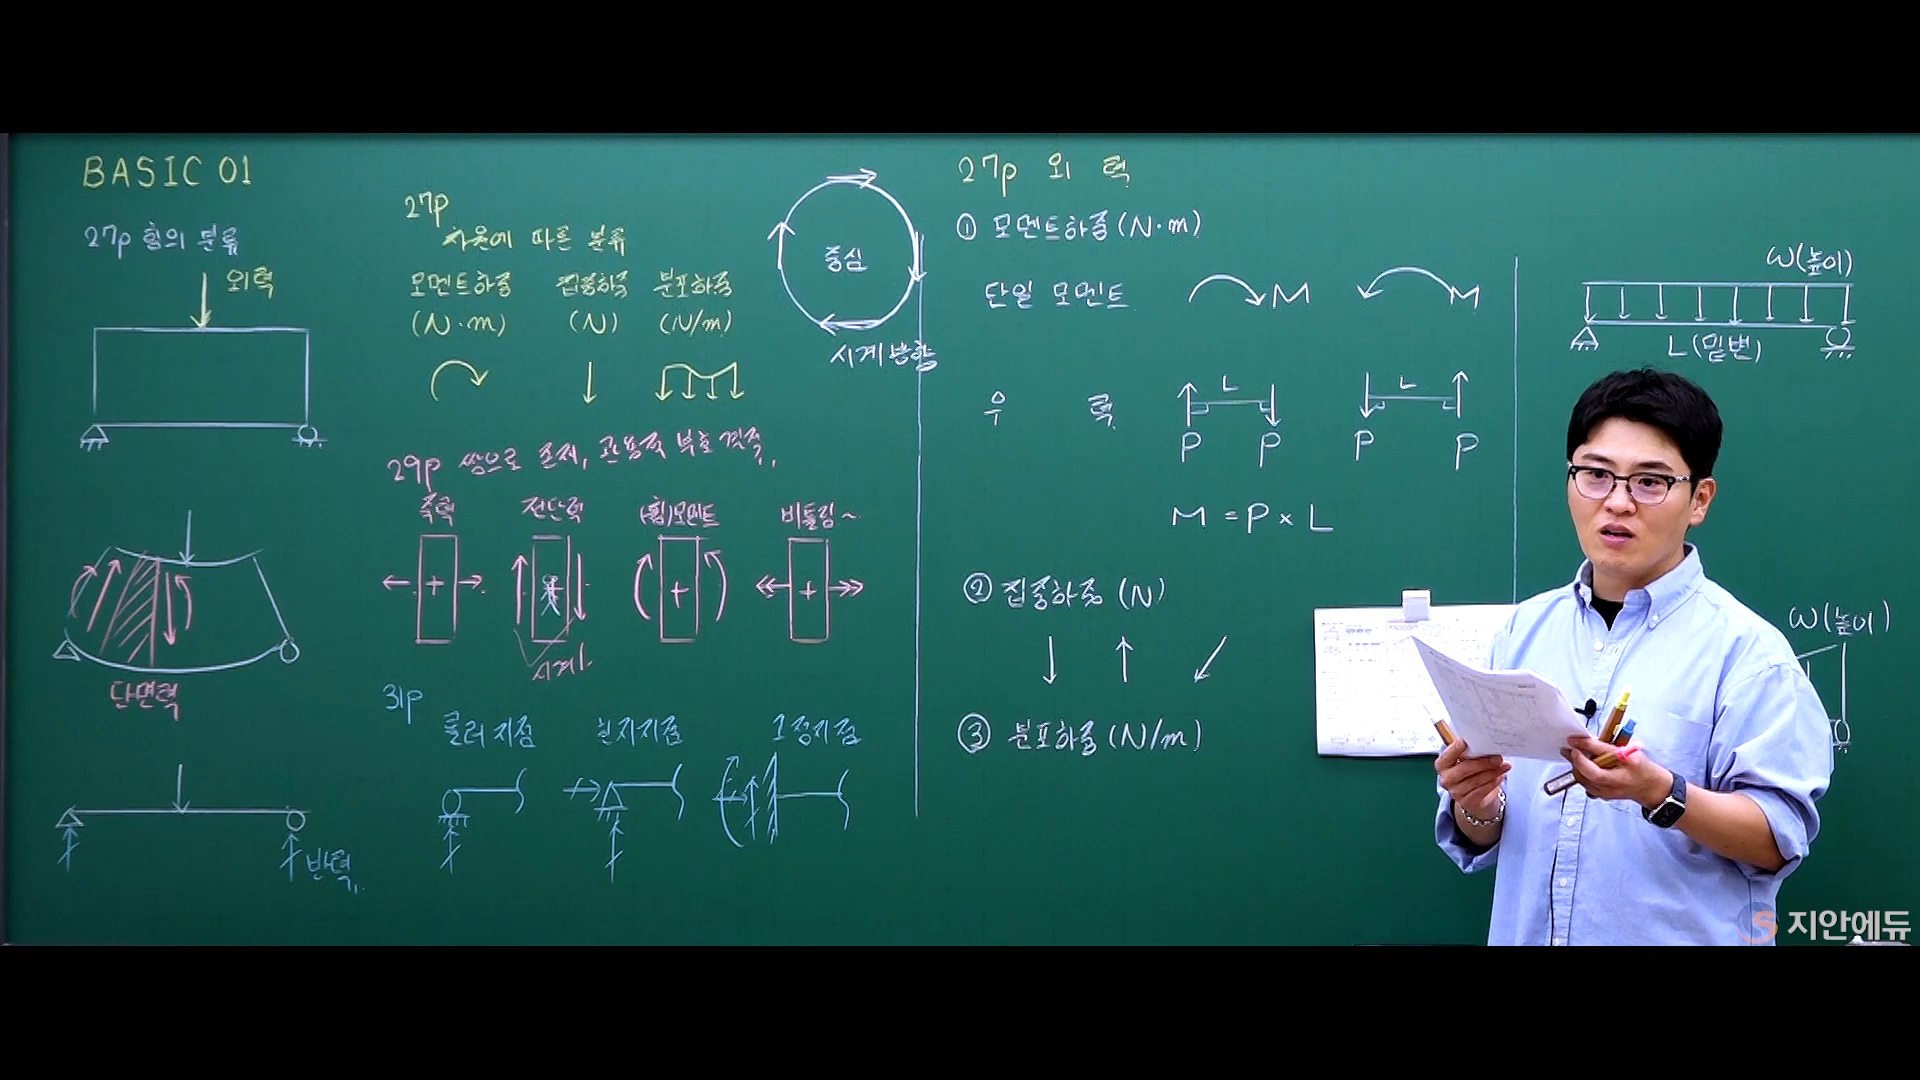 BASIC 01
27p 힘의 분류
외력
단면력
반력
27p
차원에 따른 분류
모멘트하중 집중하중 분포하중
(N·m) (N) (N/m)
중심
시계방향
29p 쌍으로 존재, 관용적 부호 규약
축력 전단력 (휨)모멘트 비틀림~
+ + +
시계
31p
롤러지점 힌지지점 고정지점
27p 외력
① 모멘트하중 (N·m)
단일 모멘트 M M
우력 L L
P P P P
M = P × L
② 집중하중 (N)
③ 분포하중 (N/m)
ω(높이)
L(밑변)
ω(높이)
지안에듀